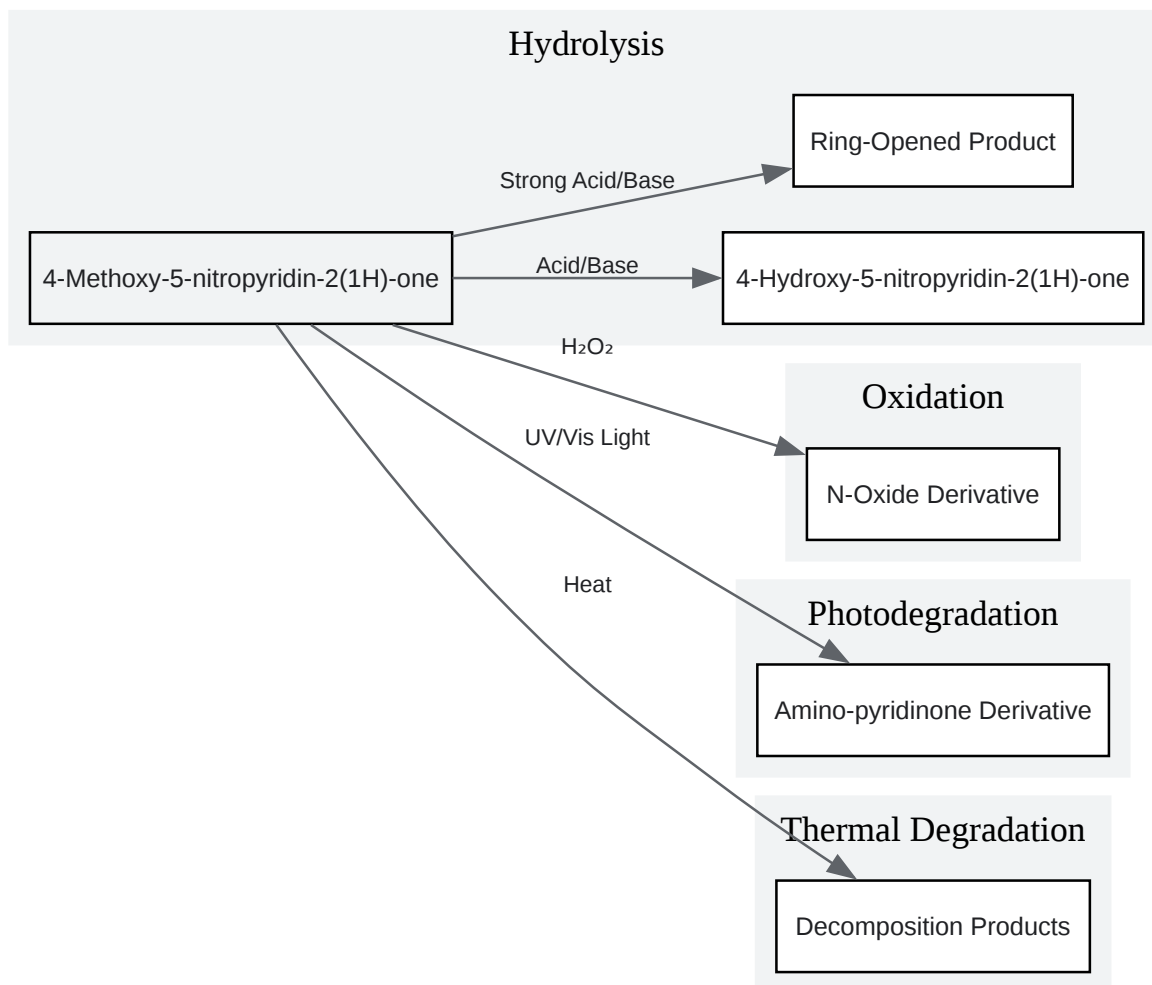 Hydrolysis
Ring-Opened Product
Strong Acid/Base
4-Methoxy-5-nitropyridin-2(1H)-one
Acid/Base
4-Hydroxy-5-nitropyridin-2(1H)-one
H₂O₂
Oxidation
UV/Vis Light
N-Oxide Derivative
Heat
Photodegradation
Amino-pyridinone Derivative
Thermal Degradation
Decomposition Products